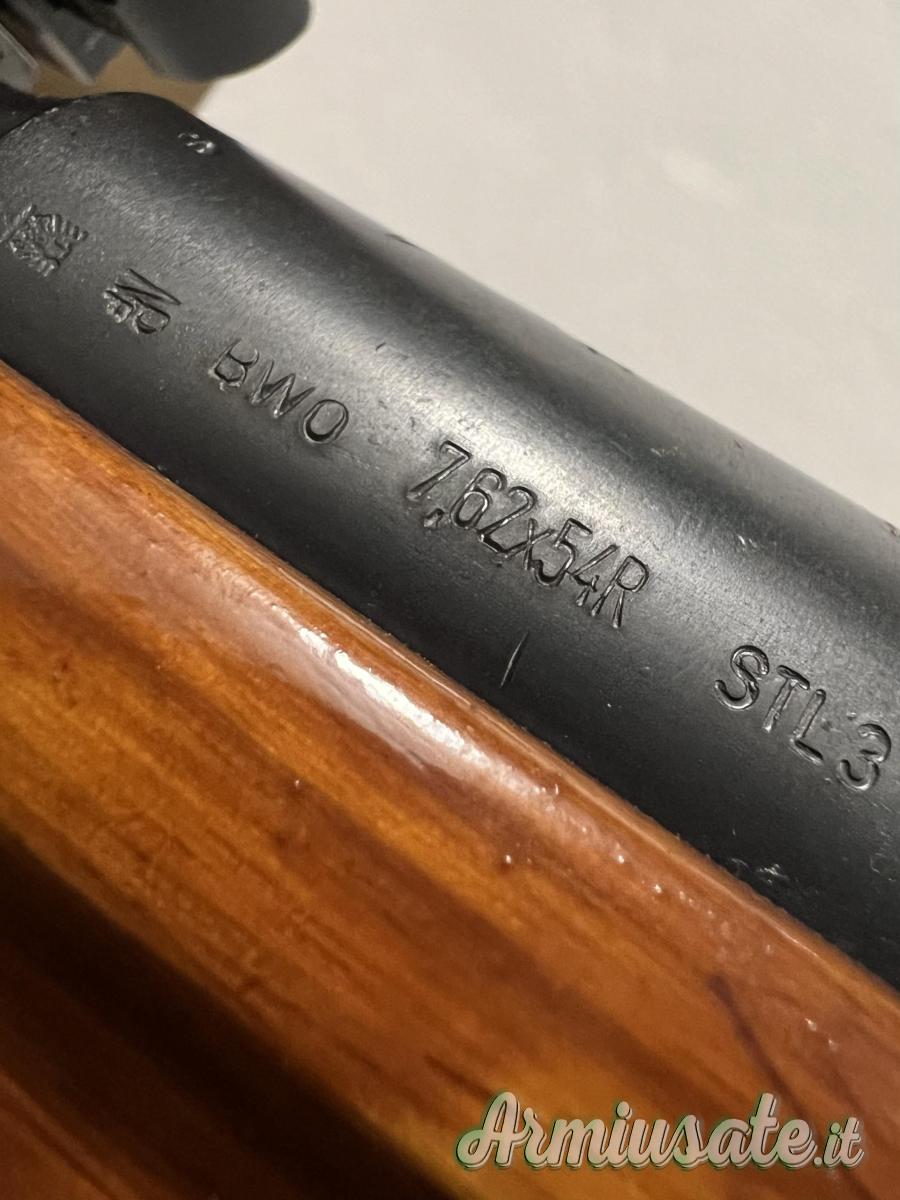 BWO 7,62x54R STL3
Armiusate.it